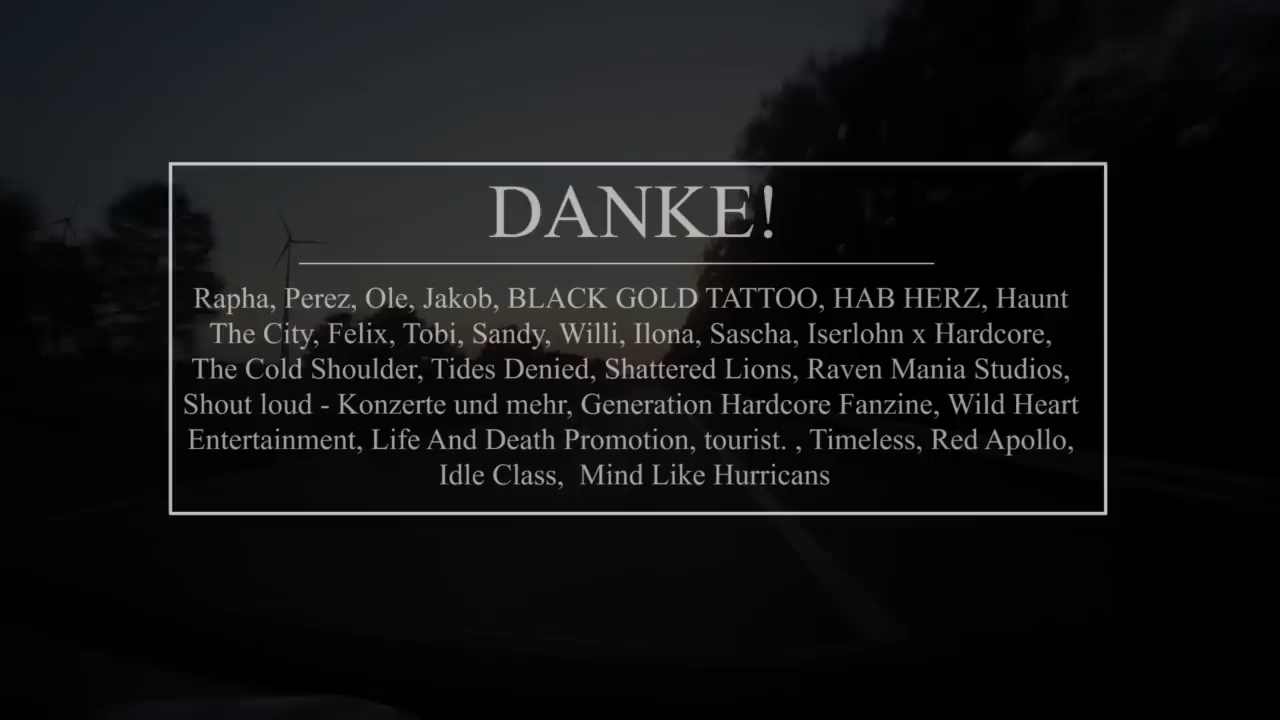 DANKE!
Rapha, Perez, Ole, Jakob, BLACK GOLD TATTOO, HAB HERZ, Haunt
The City, Felix, Tobi, Sandy, Willi, Ilona, Sascha, Iserlohn x Hardcore,
The Cold Shoulder, Tides Denied, Shattered Lions, Raven Mania Studios,
Shout loud - Konzerte und mehr, Generation Hardcore Fanzine, Wild Heart
Entertainment, Life And Death Promotion, tourist. , Timeless, Red Apollo,
Idle Class,  Mind Like Hurricans